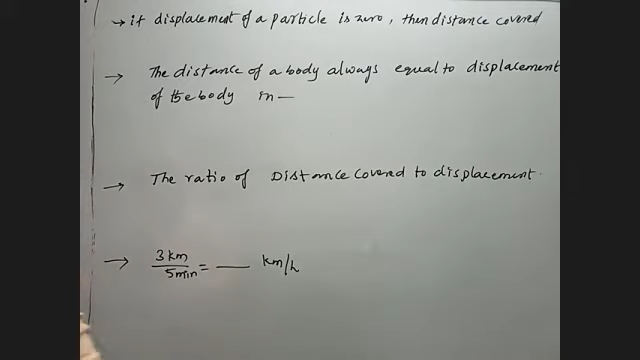 → if displacement of a particle is zero, then distance covered
→ The distance of a body always equal to displacement
of the body in —
→ The ratio of Distance covered to displacement.
→ 3 km
5 min = —— km/h